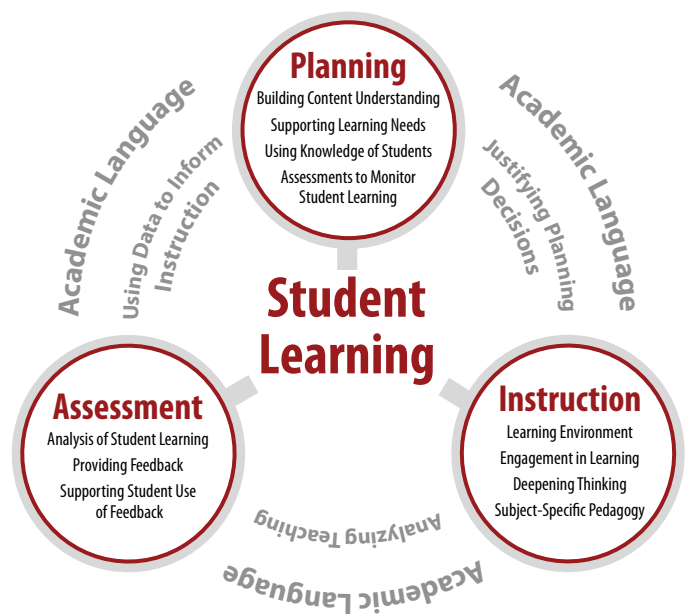 Planning
Building Content Understanding
Supporting Learning Needs
Using Knowledge of Students
Assessments to Monitor
Student Learning
Academic Language
Using Data to Inform
Instruction
Academic Language
Justifying Planning
Decisions
Student
Learning
Assessment
Analysis of Student Learning
Providing Feedback
Supporting Student Use
of Feedback
Instruction
Learning Environment
Engagement in Learning
Deepening Thinking
Subject-Specific Pedagogy
Analyzing Teaching
Academic Language